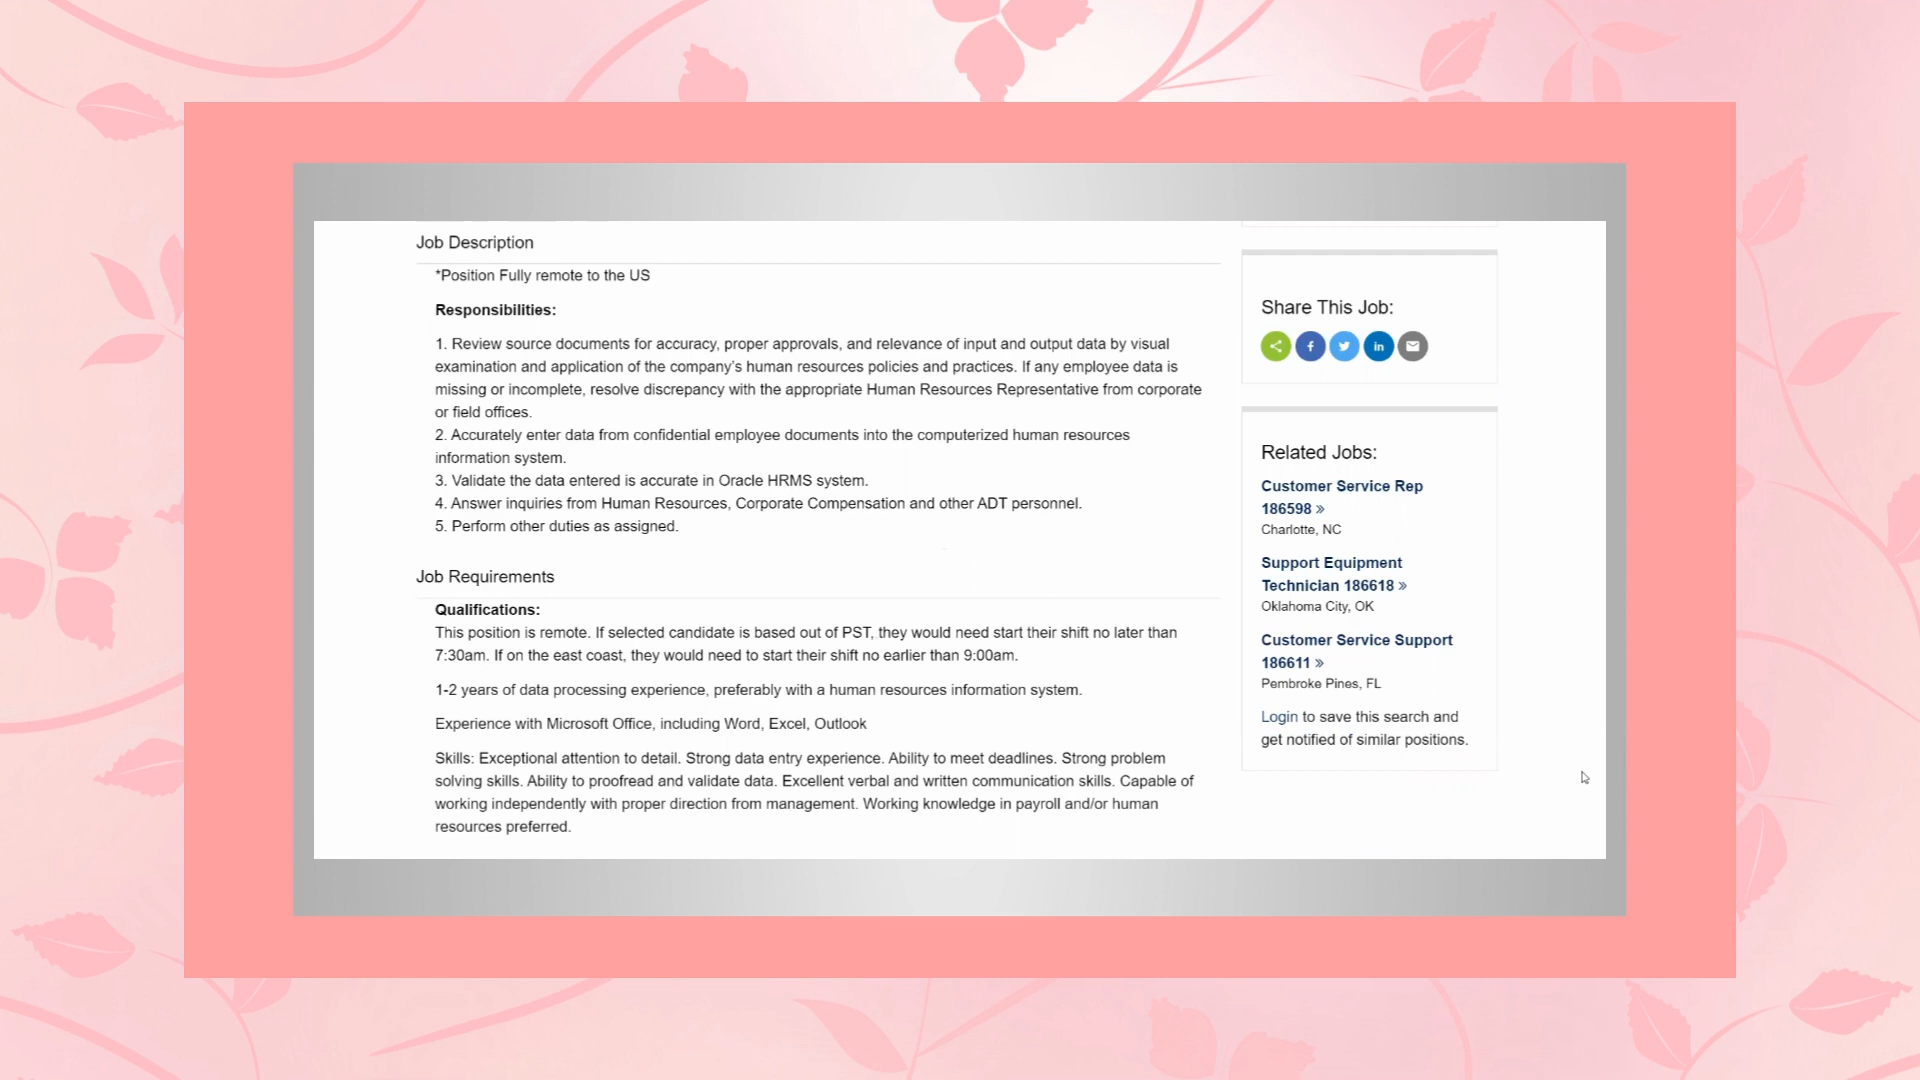 Job Description
*Position Fully remote to the US
Responsibilities:
1. Review source documents for accuracy, proper approvals, and relevance of input and output data by visual
examination and application of the company's human resources policies and practices. If any employee data is
missing or incomplete, resolve discrepancy with the appropriate Human Resources Representative from corporate
or field offices.
2. Accurately enter data from confidential employee documents into the computerized human resources
information system.
3. Validate the data entered is accurate in Oracle HRMS system.
4. Answer inquiries from Human Resources, Corporate Compensation and other ADT personnel.
5. Perform other duties as assigned.
Job Requirements
Qualifications:
This position is remote. If selected candidate is based out of PST, they would need start their shift no later than
7:30am. If on the east coast, they would need to start their shift no earlier than 9:00am.
1-2 years of data processing experience, preferably with a human resources information system.
Experience with Microsoft Office, including Word, Excel, Outlook
Skills: Exceptional attention to detail. Strong data entry experience. Ability to meet deadlines. Strong problem
solving skills. Ability to proofread and validate data. Excellent verbal and written communication skills. Capable of
working independently with proper direction from management. Working knowledge in payroll and/or human
resources preferred.
Share This Job:
f
in
Related Jobs:
Customer Service Rep
186598 »
Charlotte, NC
Support Equipment
Technician 186618 »
Oklahoma City, OK
Customer Service Support
186611 »
Pembroke Pines, FL
Login to save this search and
get notified of similar positions.